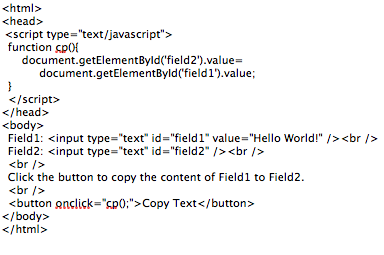 <html>
<head>
<script type="text/javascript">
function cp(){
document.getElementById('field2').value=
document.getElementById('field1').value;
}
</script>
</head>
<body>
Field1: <input type="text" id="field1" value="Hello World!" /><br />
Field2: <input type="text" id="field2" /><br />
<br />
Click the button to copy the content of Field1 to Field2.
<br />
<button onclick="cp();">Copy Text</button>
</body>
</html>